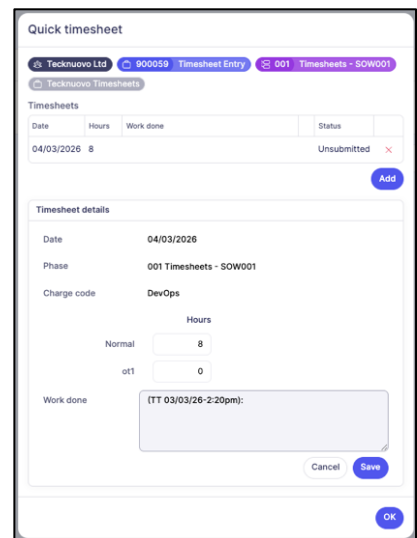 Quick timesheet
Tecknuovo Ltd 900059 Timesheet Entry 001 Timesheets - SOW001
Tecknuovo Timesheets
Timesheets
Date Hours Work done Status
04/03/2026 8 Unsubmitted
Add
Timesheet details
Date 04/03/2026
Phase 001 Timesheets - SOW001
Charge code DevOps
Hours
Normal 8
ot1 0
Work done (TT 03/03/26-2:20pm):
Cancel Save
OK